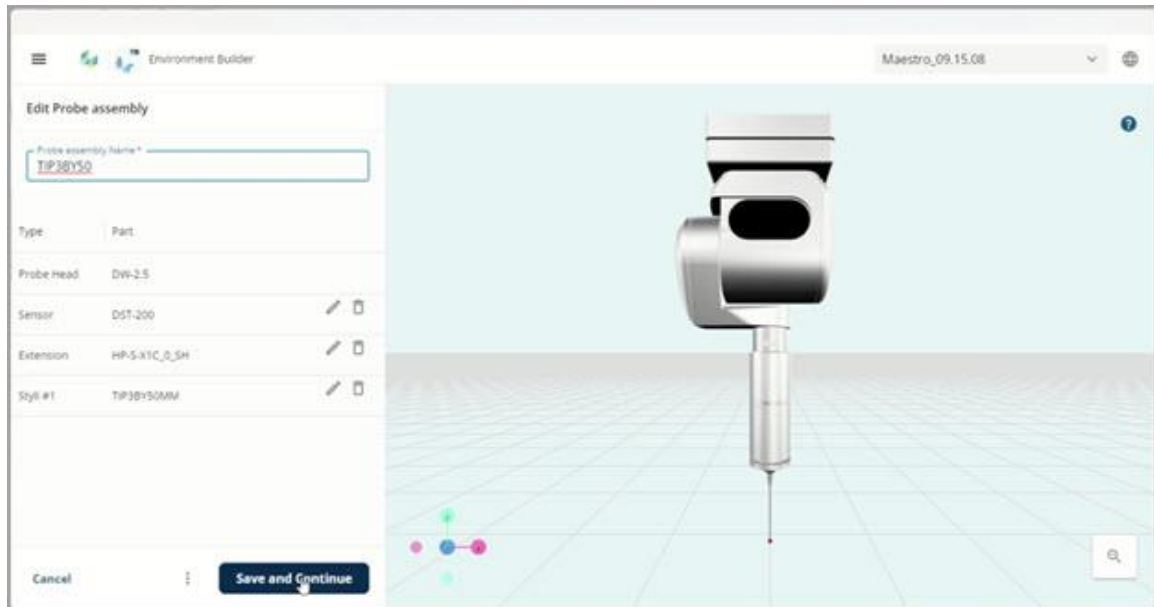 Environment Builder
Maestro_09.15.08
Edit Probe assembly
Probe assembly Name *
TIP3BY50
Type Part
Probe Head DW-2.5
Sensor DST-200
Extension HP-S-X1C_0_SH
Styli #1 TIP3BY50MM
Cancel
Save and Continue